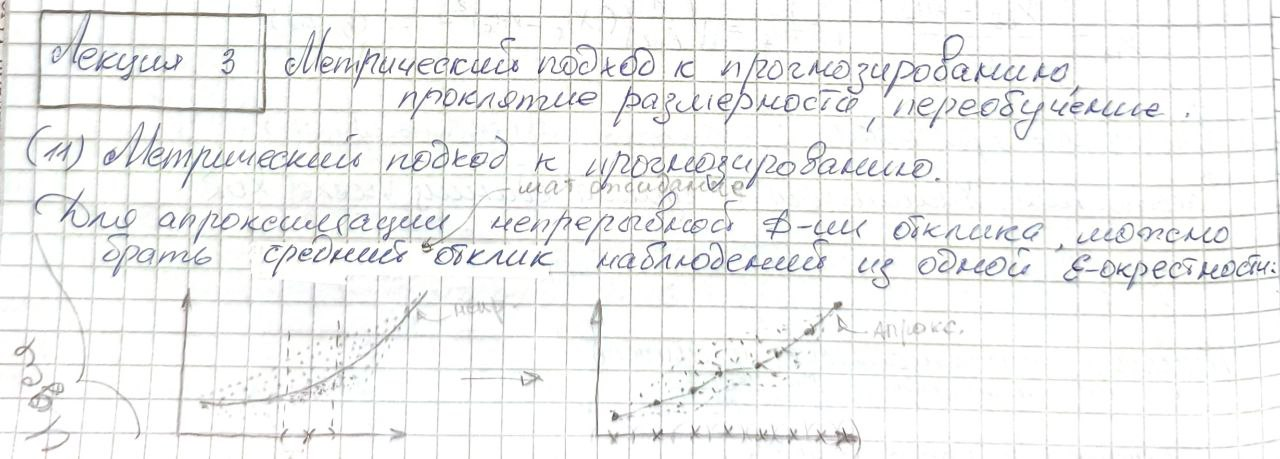 Лекция 3 Метрический подход к прогнозированию,
проклятие размерности, переобучение.
(11) Метрический подход к прогнозированию.
мат ожидание
Для апроксимации непрерывной ф-ии отклика, можно
брать средний отклик наблюдений из одной ε-окрестности:
непр.
апрокс.